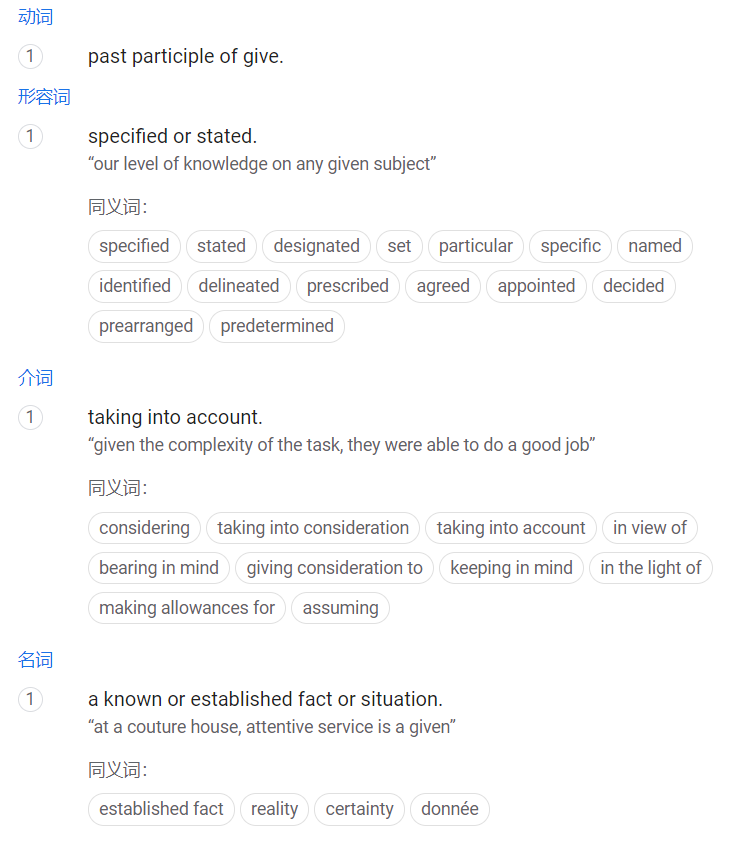 动词
1 past participle of give.
形容词
1 specified or stated.
“our level of knowledge on any given subject”
同义词：
specified stated designated set particular specific named
identified delineated prescribed agreed appointed decided
prearranged predetermined
介词
1 taking into account.
“given the complexity of the task, they were able to do a good job”
同义词：
considering taking into consideration taking into account in view of
bearing in mind giving consideration to keeping in mind in the light of
making allowances for assuming
名词
1 a known or established fact or situation.
“at a couture house, attentive service is a given”
同义词：
established fact reality certainty donnée